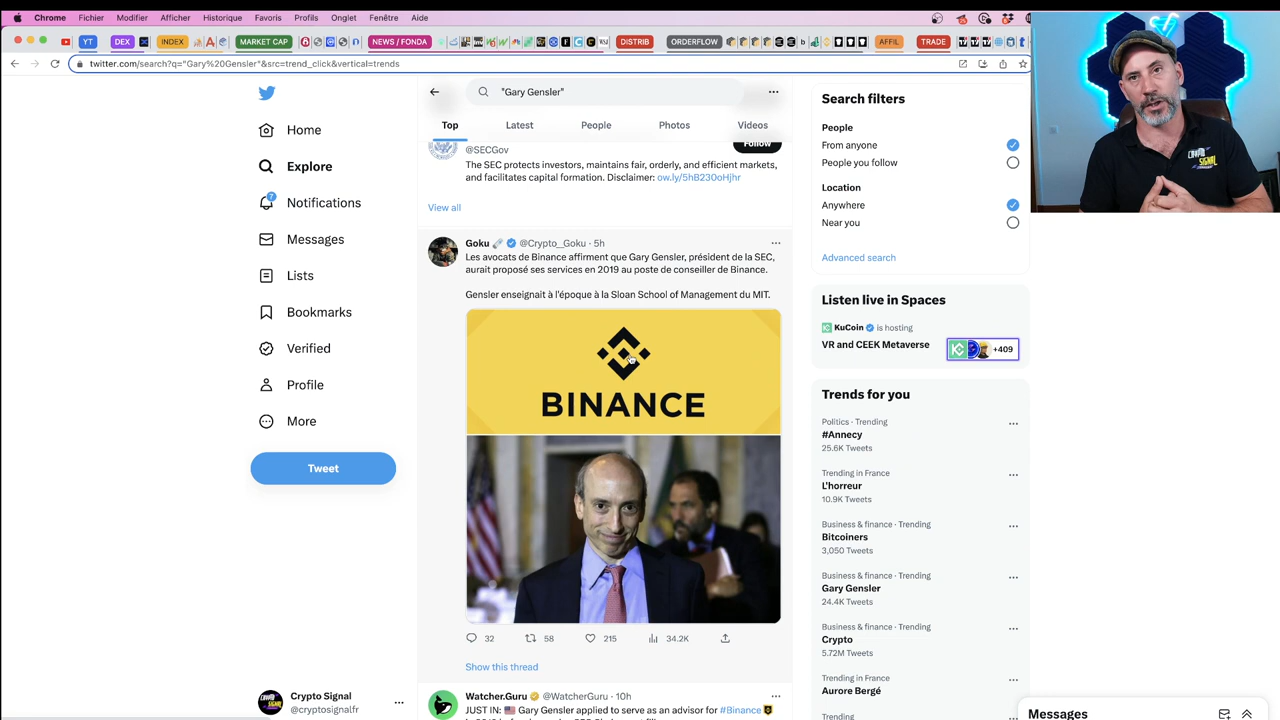 Chrome Fichier Modifier Affichage Historique Favoris Profils Onglet Fenêtre Aide
YT DEX INDEX MARKET CAP NEWS / FONDA DISTRIB ORDERFLOW AFFIL TRADE
twitter.com/search?q="Gary%20Gensler"&src=trend_click&vertical=trends
"Gary Gensler"
Top Latest People Photos Videos
Home
Explore
7
Notifications
Messages
Lists
Bookmarks
Verified
Profile
More
Tweet
Crypto Signal
@cryptosignalfr
@SECGov
Follow
The SEC protects investors, maintains fair, orderly, and efficient markets,
and facilitates capital formation. Disclaimer: ow.ly/5hB230oHjhr
View all
Goku @Crypto__Goku · 5h
Les avocats de Binance affirment que Gary Gensler, président de la SEC,
aurait proposé ses services en 2019 au poste de conseiller de Binance.
Gensler enseignait à l'époque à la Sloan School of Management du MIT.
BINANCE
32 58 215 34.2K
Show this thread
Watcher.Guru @WatcherGuru · 10h
JUST IN: Gary Gensler applied to serve as an advisor for #Binance
Search filters
People
From anyone
People you follow
Location
Anywhere
Near you
Advanced search
Listen live in Spaces
KuCoin is hosting
VR and CEEK Metaverse
+409
Trends for you
Politics · Trending
#Annecy
25.6K Tweets
Trending in France
L'horreur
10.9K Tweets
Business & finance · Trending
Bitcoiners
3,050 Tweets
Business & finance · Trending
Gary Gensler
24.4K Tweets
Business & finance · Trending
Crypto
5.72M Tweets
Trending in France
Aurore Bergé
Trending
Messages
CRYPTO
SIGNAL